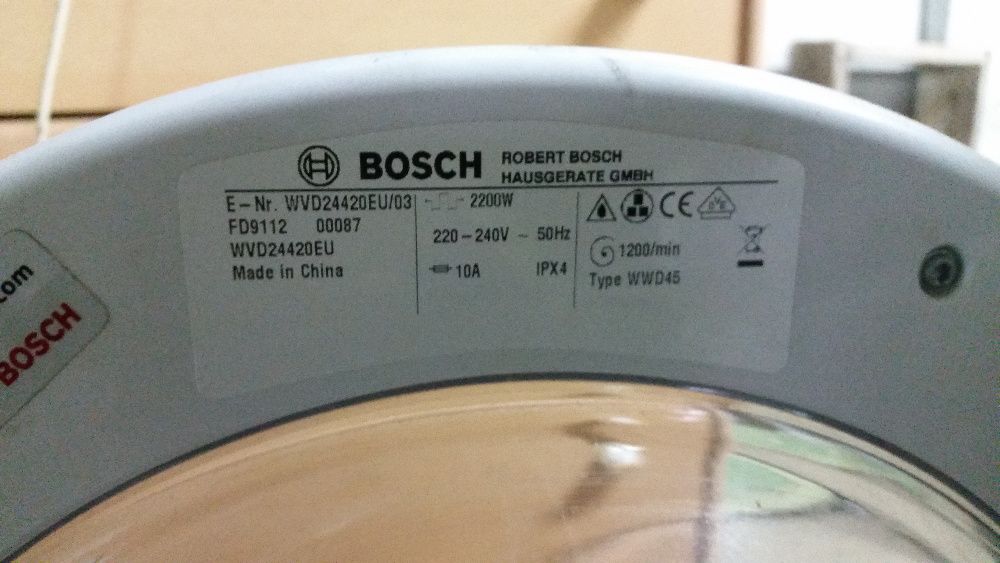 BOSCH
ROBERT BOSCH
HAUSGERATE GMBH
E-Nr. WVD24420EU/03
FD9112 00087
WVD24420EU
Made in China
2200W
220-240V ~ 50Hz
10A IPX4
CE
1200/min
Type WWD45
.com
BOSCH